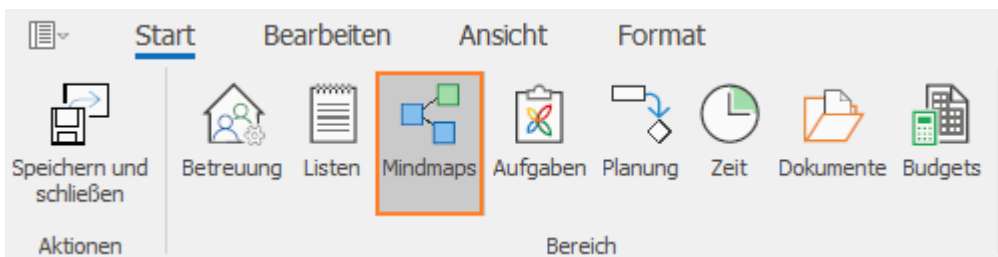 Start Bearbeiten Ansicht Format
Speichern und
schließen
Betreuung Listen Mindmaps Aufgaben Planung Zeit Dokumente Budgets
Aktionen Bereich